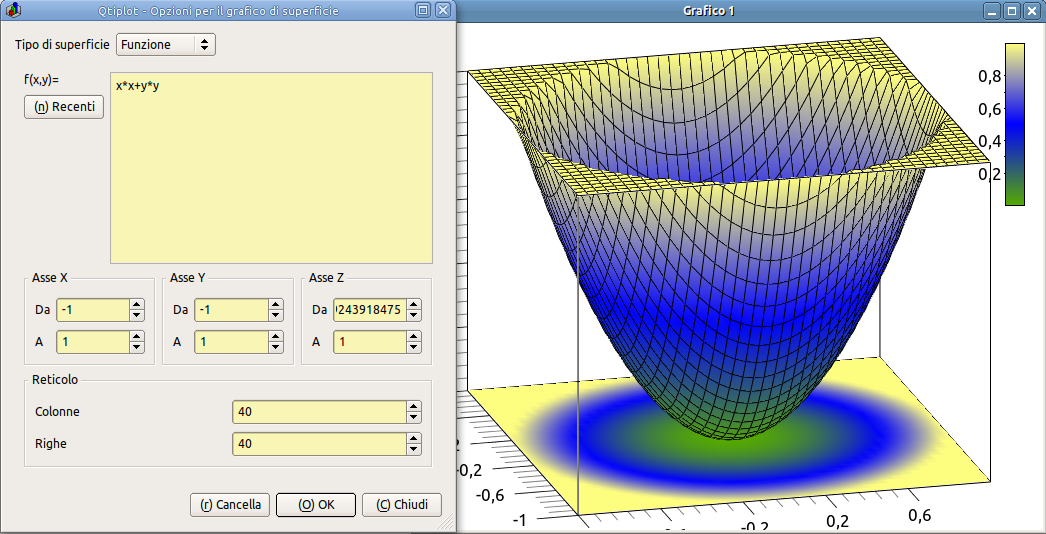 Qtiplot - Opzioni per il grafico di superficie
Tipo di superficie Funzione
f(x,y)=
x*x+y*y
(n) Recenti
Asse X Asse Y Asse Z
Da -1 Da -1 Da 243918475
A 1 A 1 A 1
Reticolo
Colonne 40
Righe 40
(r) Cancella (O) OK (C) Chiudi
Grafico 1
0,8
0,6
0,4
0,2
-0,2
-0,6
-1
-0,2
0,2
0,6